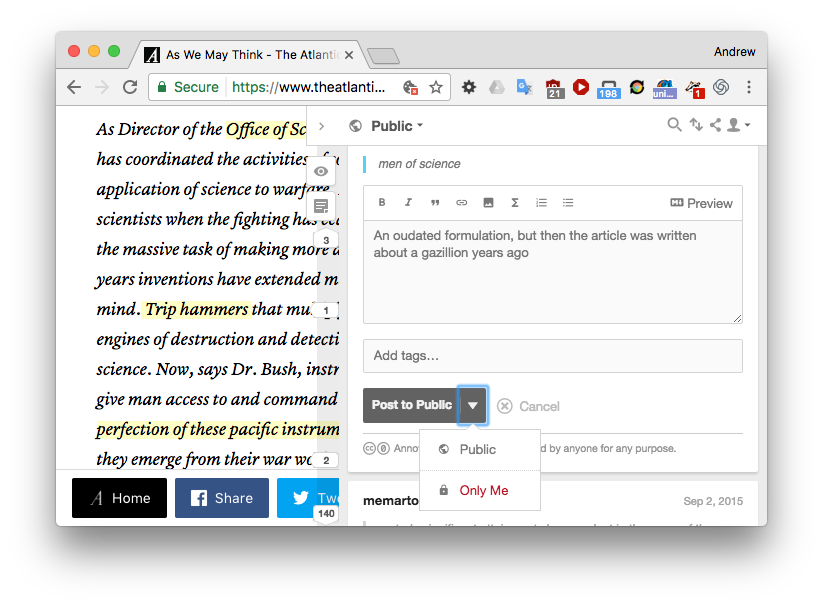 As We May Think - The Atlantic
Andrew
Secure https://www.theatlanti...
21
198
uni...
1
As Director of the Office of Sc
has coordinated the activities
application of science to warfare.
scientists when the fighting has
the massive task of making more
years inventions have extended m
mind. Trip hammers that mul
engines of destruction and detecti
science. Now, says Dr. Bush, instr
give man access to and command
perfection of these pacific instrum
they emerge from their war wo
3
1
2
140
Home
Share
Twe
Public
men of science
B I " Σ
Preview
An oudated formulation, but then the article was written
about a gazillion years ago
Add tags...
Post to Public
Cancel
Public
Only Me
cc 0 Anno
d by anyone for any purpose.
memarto
Sep 2, 2015